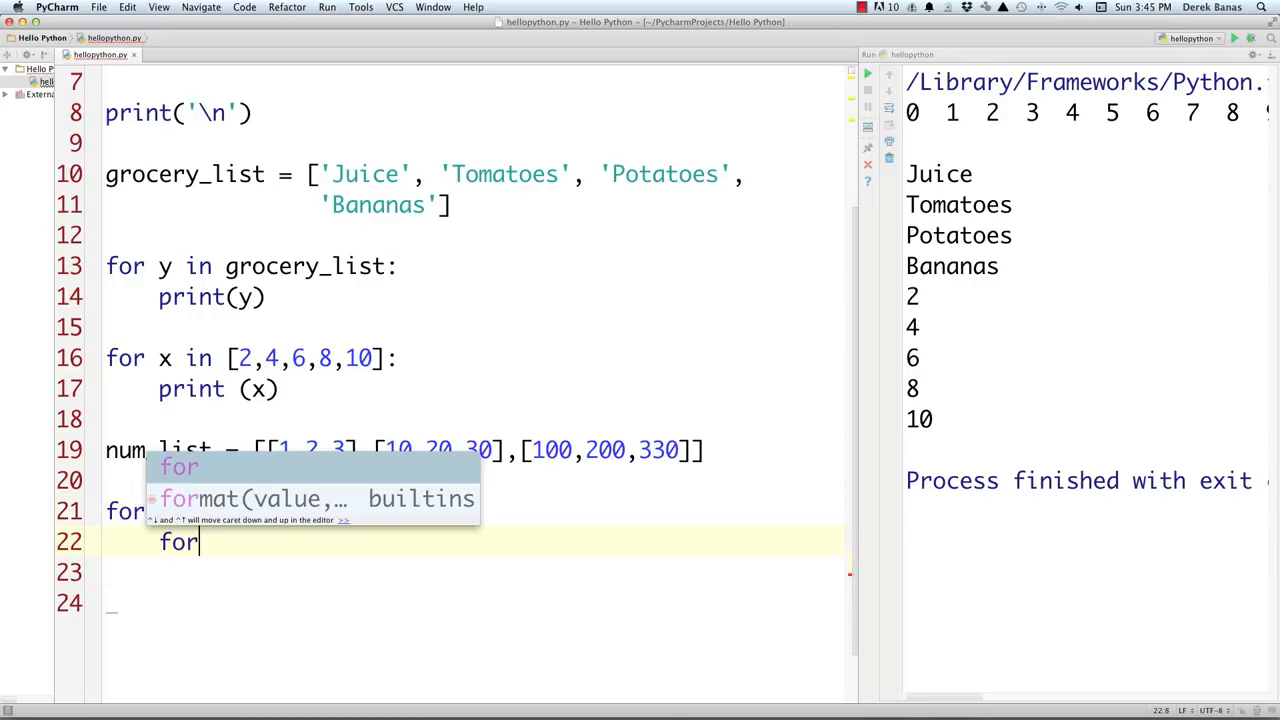 PyCharm File Edit View Navigate Code Refactor Run Tools VCS Window Help 10 Sun 3:45 PM Derek Banas
hellopython.py - Hello Python - [~/PycharmProjects/Hello Python]
Hello Python hellopython.py hellopython
hellopython.py × Run hellopython
Hello P
hell
Externa
7
8 print('\n')
9
10 grocery_list = ['Juice', 'Tomatoes', 'Potatoes',
11 'Bananas']
12
13 for y in grocery_list:
14 print(y)
15
16 for x in [2,4,6,8,10]:
17 print (x)
18
19 num_list = [[1,2,3],[10,20,30],[100,200,330]]
20
21 for
22 for
23
24
for
format(value,… builtins
^↓ and ^↑ will move caret down and up in the editor >>
/Library/Frameworks/Python.
0 1 2 3 4 5 6 7 8
Juice
Tomatoes
Potatoes
Bananas
2
4
6
8
10
Process finished with exit
22:8 LF UTF-8